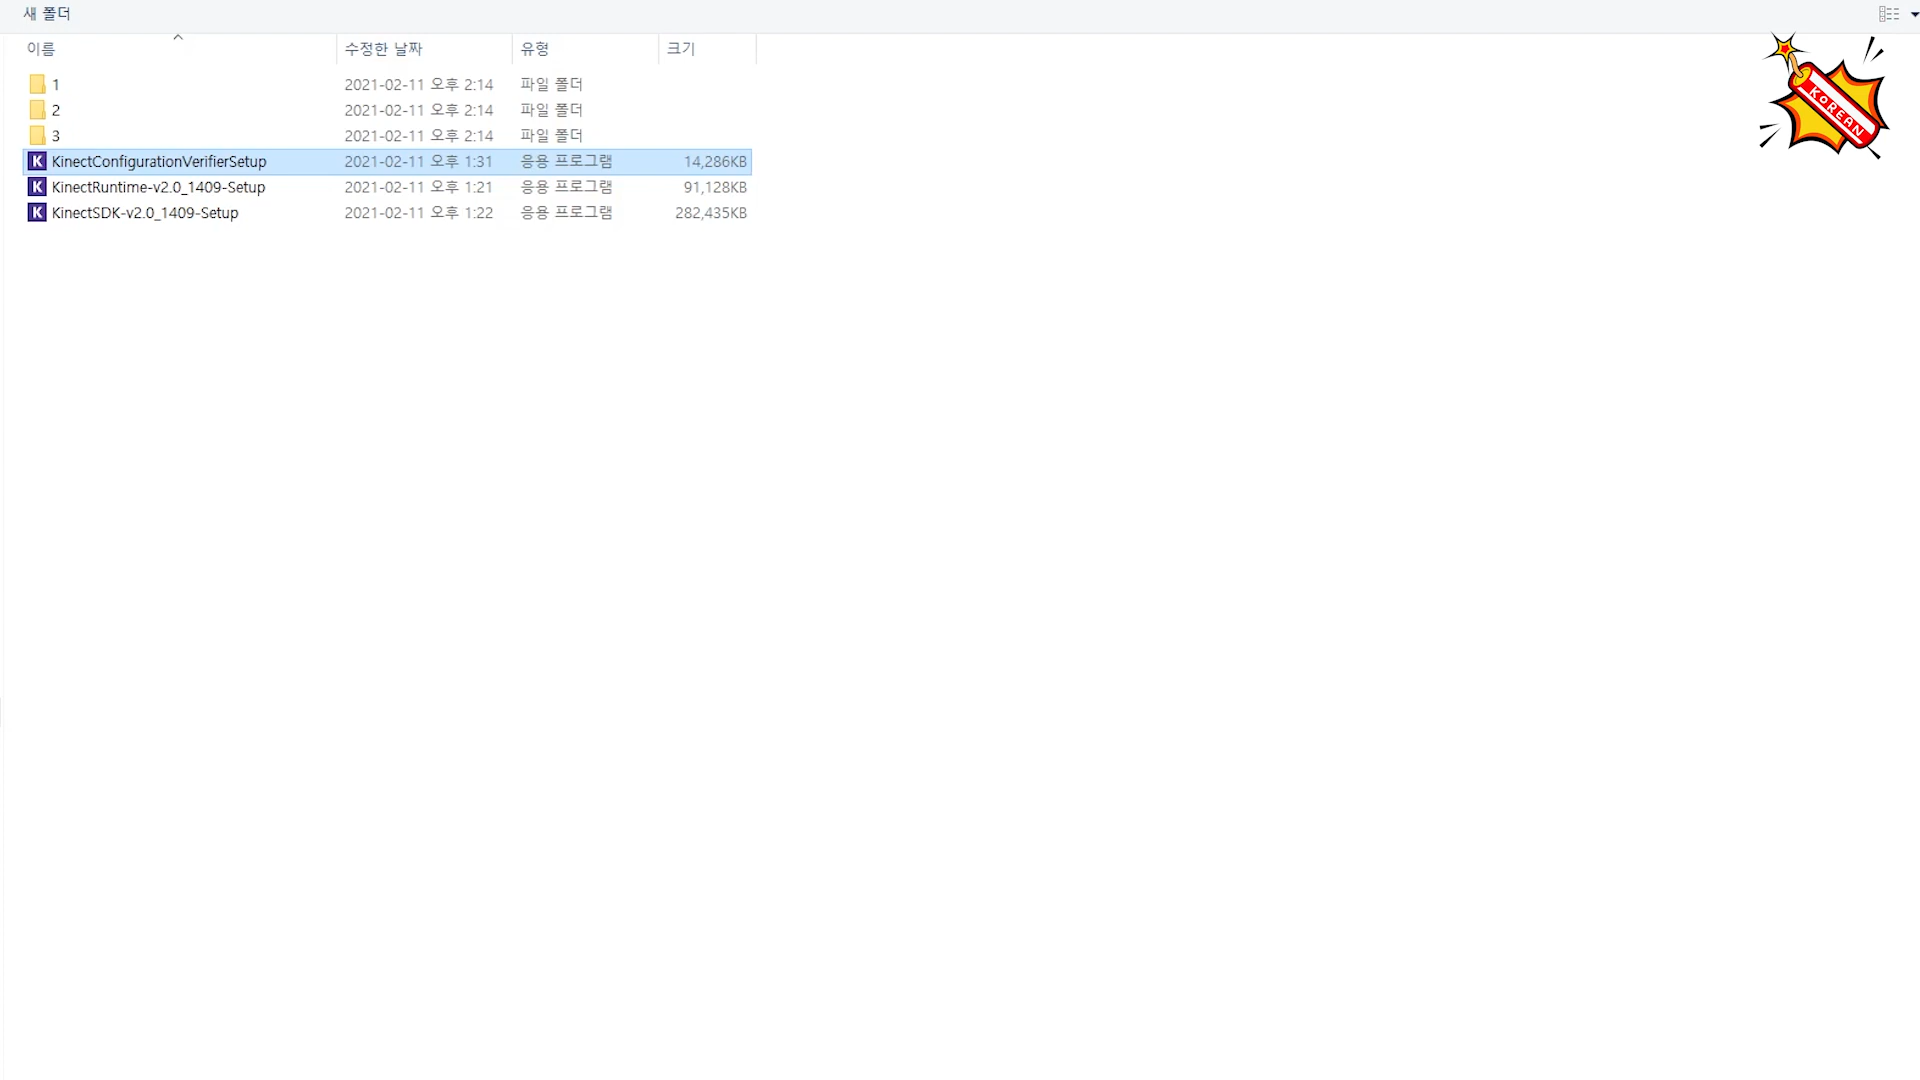 새 폴더
이름 수정한 날짜 유형 크기
1 2021-02-11 오후 2:14 파일 폴더
2 2021-02-11 오후 2:14 파일 폴더
3 2021-02-11 오후 2:14 파일 폴더
K KinectConfigurationVerifierSetup 2021-02-11 오후 1:31 응용 프로그램 14,286KB
K KinectRuntime-v2.0_1409-Setup 2021-02-11 오후 1:21 응용 프로그램 91,128KB
K KinectSDK-v2.0_1409-Setup 2021-02-11 오후 1:22 응용 프로그램 282,435KB
KOREAN